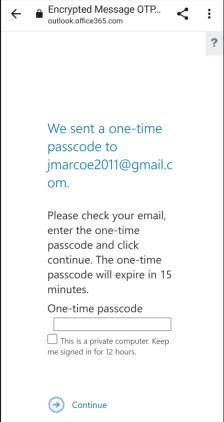 Encrypted Message OTP...
outlook.office365.com
?
We sent a one-time
passcode to
jmarcoe2011@gmail.c
om.
Please check your email,
enter the one-time
passcode and click
continue. The one-time
passcode will expire in 15
minutes.
One-time passcode
This is a private computer. Keep
me signed in for 12 hours.
Continue